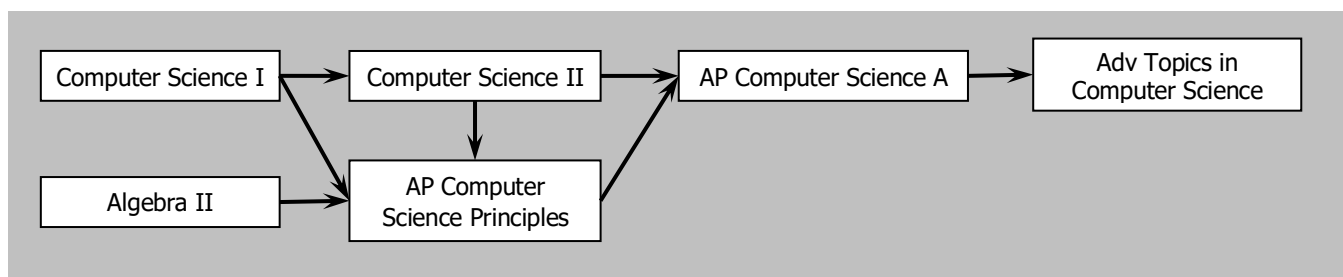 Computer Science I
Computer Science II
AP Computer Science A
Adv Topics in
Computer Science
Algebra II
AP Computer
Science Principles